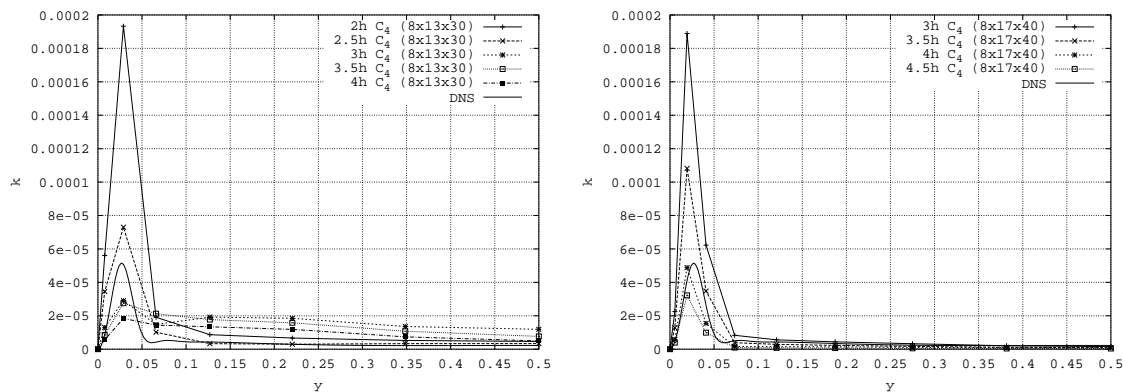 0.0002
0.00018
0.00016
0.00014
0.00012
0.0001
8e-05
6e-05
4e-05
2e-05
0
0 0.05 0.1 0.15 0.2 0.25 0.3 0.35 0.4 0.45 0.5
k
y
2h C4 (8x13x30)
2.5h C4 (8x13x30)
3h C4 (8x13x30)
3.5h C4 (8x13x30)
4h C4 (8x13x30)
DNS
0.0002
0.00018
0.00016
0.00014
0.00012
0.0001
8e-05
6e-05
4e-05
2e-05
0
0 0.05 0.1 0.15 0.2 0.25 0.3 0.35 0.4 0.45 0.5
k
y
3h C4 (8x17x40)
3.5h C4 (8x17x40)
4h C4 (8x17x40)
4.5h C4 (8x17x40)
DNS